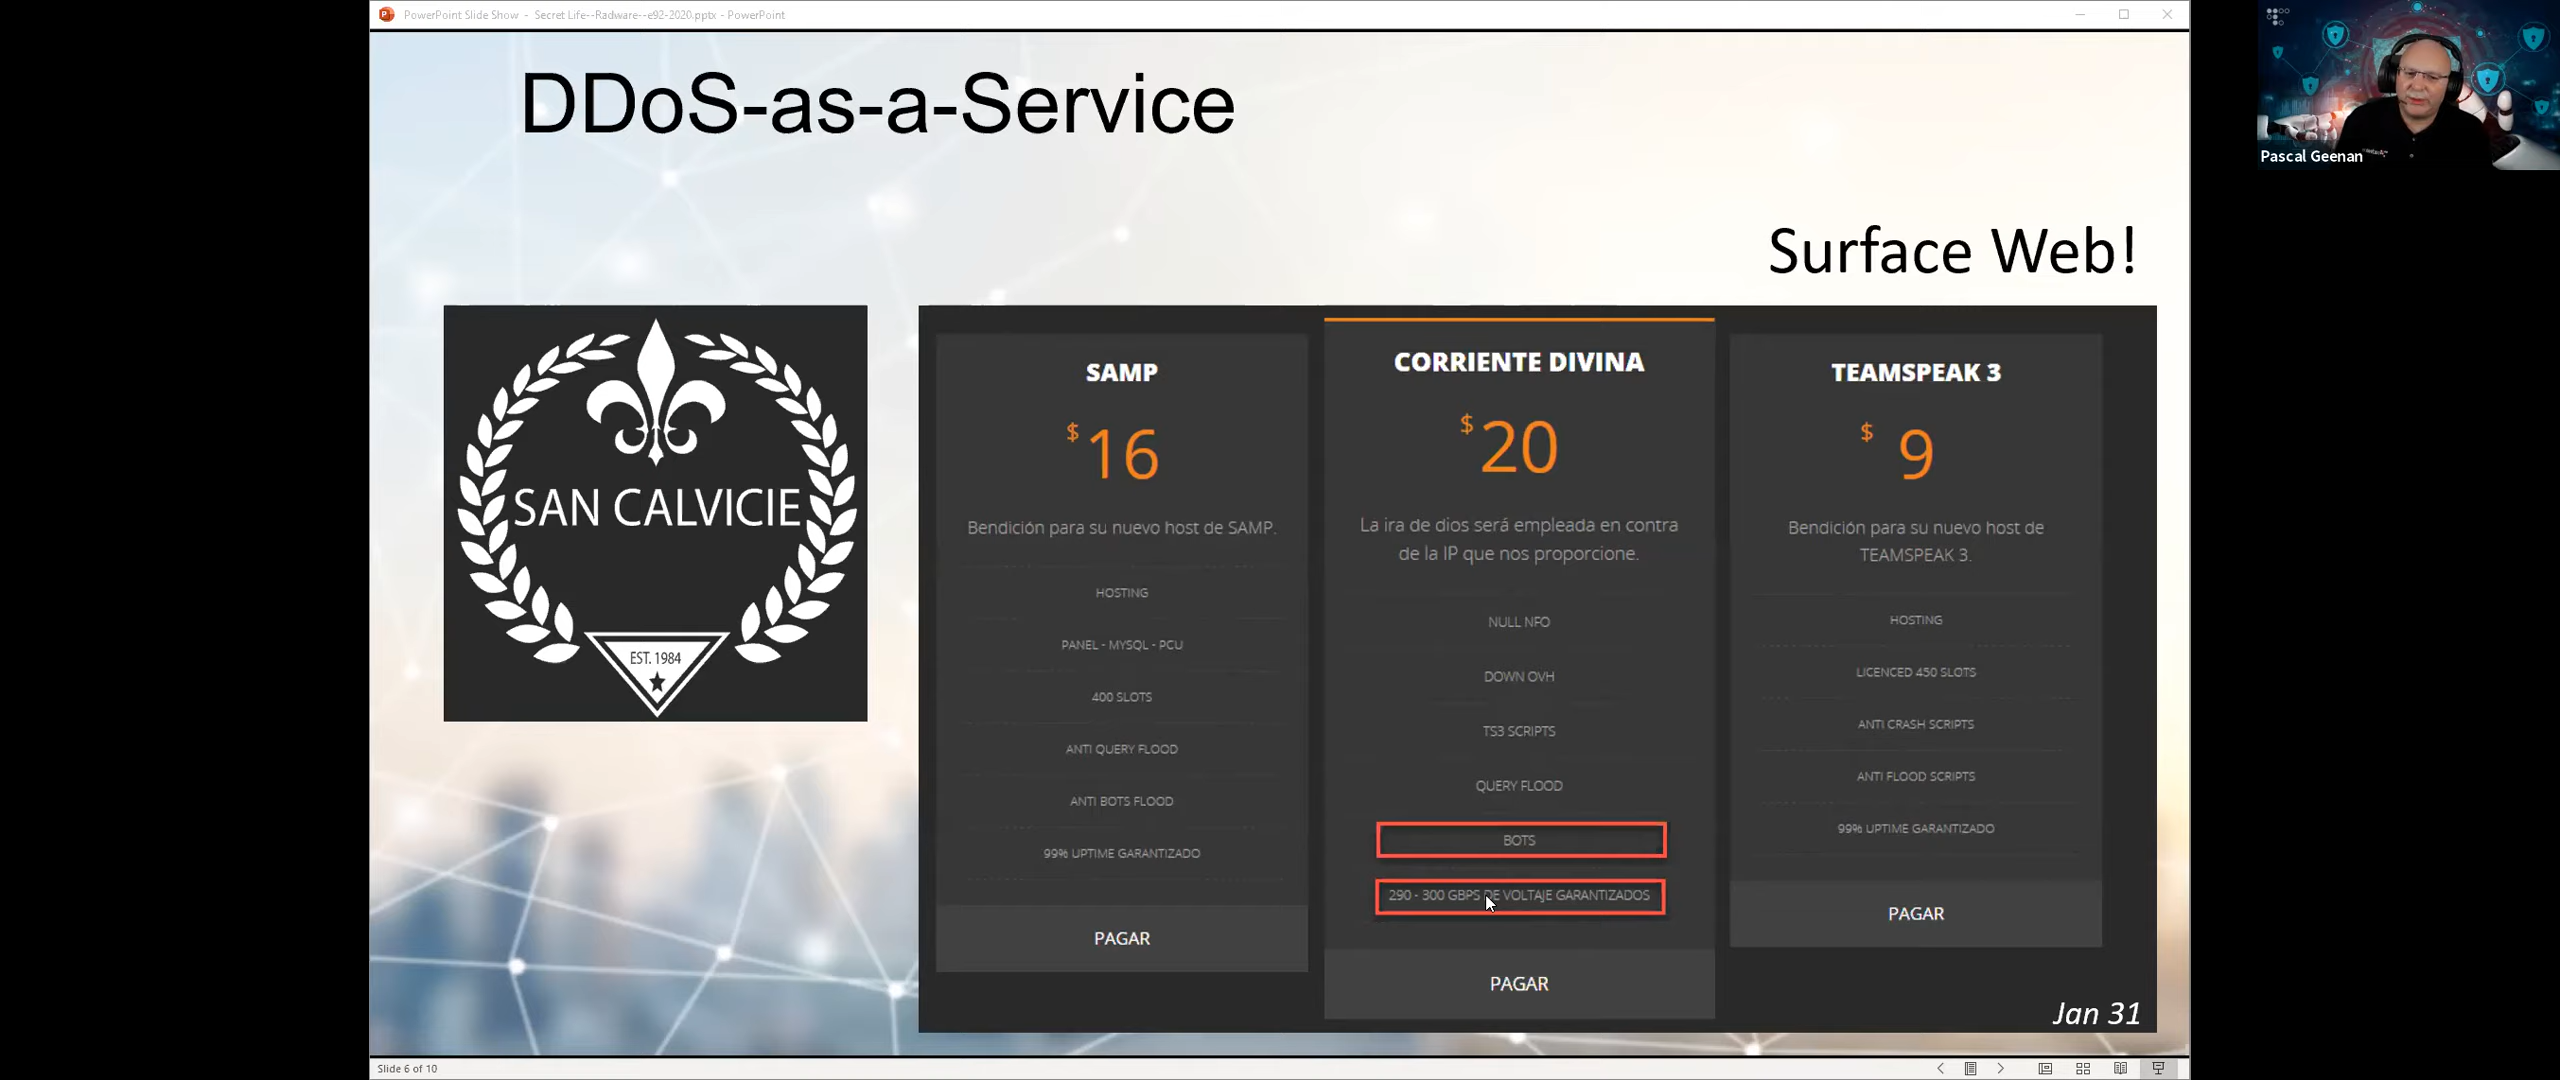 PowerPoint Slide Show - Secret Life--Radware--e92-2020.pptx - PowerPoint
DDoS-as-a-Service
Pascal Geenan
Surface Web!
SAN CALVICIE
EST. 1984
SAMP
$ 16
Bendición para su nuevo host de SAMP.
HOSTING
PANEL - MYSQL - PCU
400 SLOTS
ANTI QUERY FLOOD
ANTI BOTS FLOOD
99% UPTIME GARANTIZADO
PAGAR
CORRIENTE DIVINA
$ 20
La ira de dios será empleada en contra
de la IP que nos proporcione.
NULL NFO
DOWN OVH
TS3 SCRIPTS
QUERY FLOOD
BOTS
290 - 300 GBPS DE VOLTAJE GARANTIZADOS
PAGAR
TEAMSPEAK 3
$ 9
Bendición para su nuevo host de
TEAMSPEAK 3.
HOSTING
LICENCED 450 SLOTS
ANTI CRASH SCRIPTS
ANTI FLOOD SCRIPTS
99% UPTIME GARANTIZADO
PAGAR
Jan 31
Slide 6 of 10